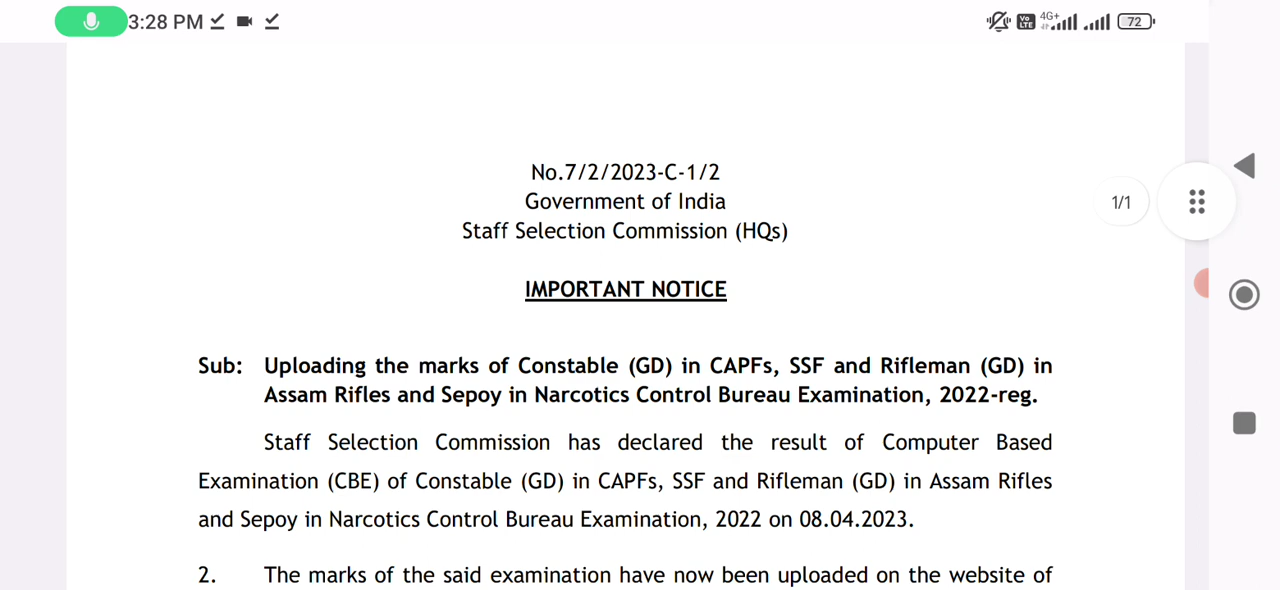 3:28 PM
Vo LTE 4G+ 72
No.7/2/2023-C-1/2
Government of India
Staff Selection Commission (HQs)
1/1
IMPORTANT NOTICE
Sub: Uploading the marks of Constable (GD) in CAPFs, SSF and Rifleman (GD) in
Assam Rifles and Sepoy in Narcotics Control Bureau Examination, 2022-reg.
Staff Selection Commission has declared the result of Computer Based
Examination (CBE) of Constable (GD) in CAPFs, SSF and Rifleman (GD) in Assam Rifles
and Sepoy in Narcotics Control Bureau Examination, 2022 on 08.04.2023.
2. The marks of the said examination have now been uploaded on the website of